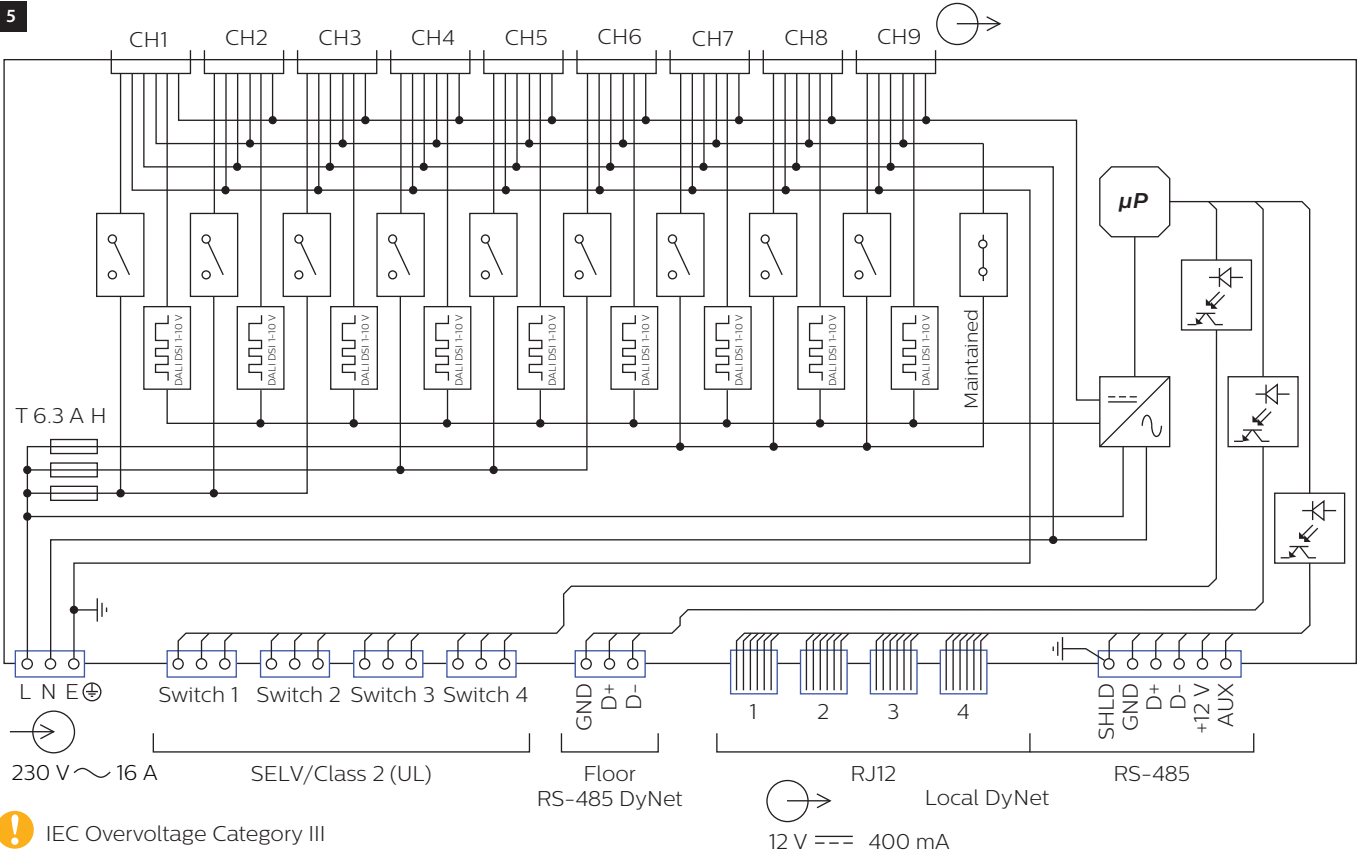 5
CH1 CH2 CH3 CH4 CH5 CH6 CH7 CH8 CH9
µP
DALI DSI 1-10 V
DALI DSI 1-10 V
DALI DSI 1-10 V
DALI DSI 1-10 V
DALI DSI 1-10 V
DALI DSI 1-10 V
DALI DSI 1-10 V
DALI DSI 1-10 V
DALI DSI 1-10 V
Maintained
T 6.3 A H
L N E
Switch 1 Switch 2 Switch 3 Switch 4
GND D+ D-
1 2 3 4
SHLD GND D+ D- +12 V AUX
230 V ~ 16 A
SELV/Class 2 (UL)
Floor
RS-485 DyNet
RJ12
RS-485
Local DyNet
12 V ⎓ 400 mA
! IEC Overvoltage Category III